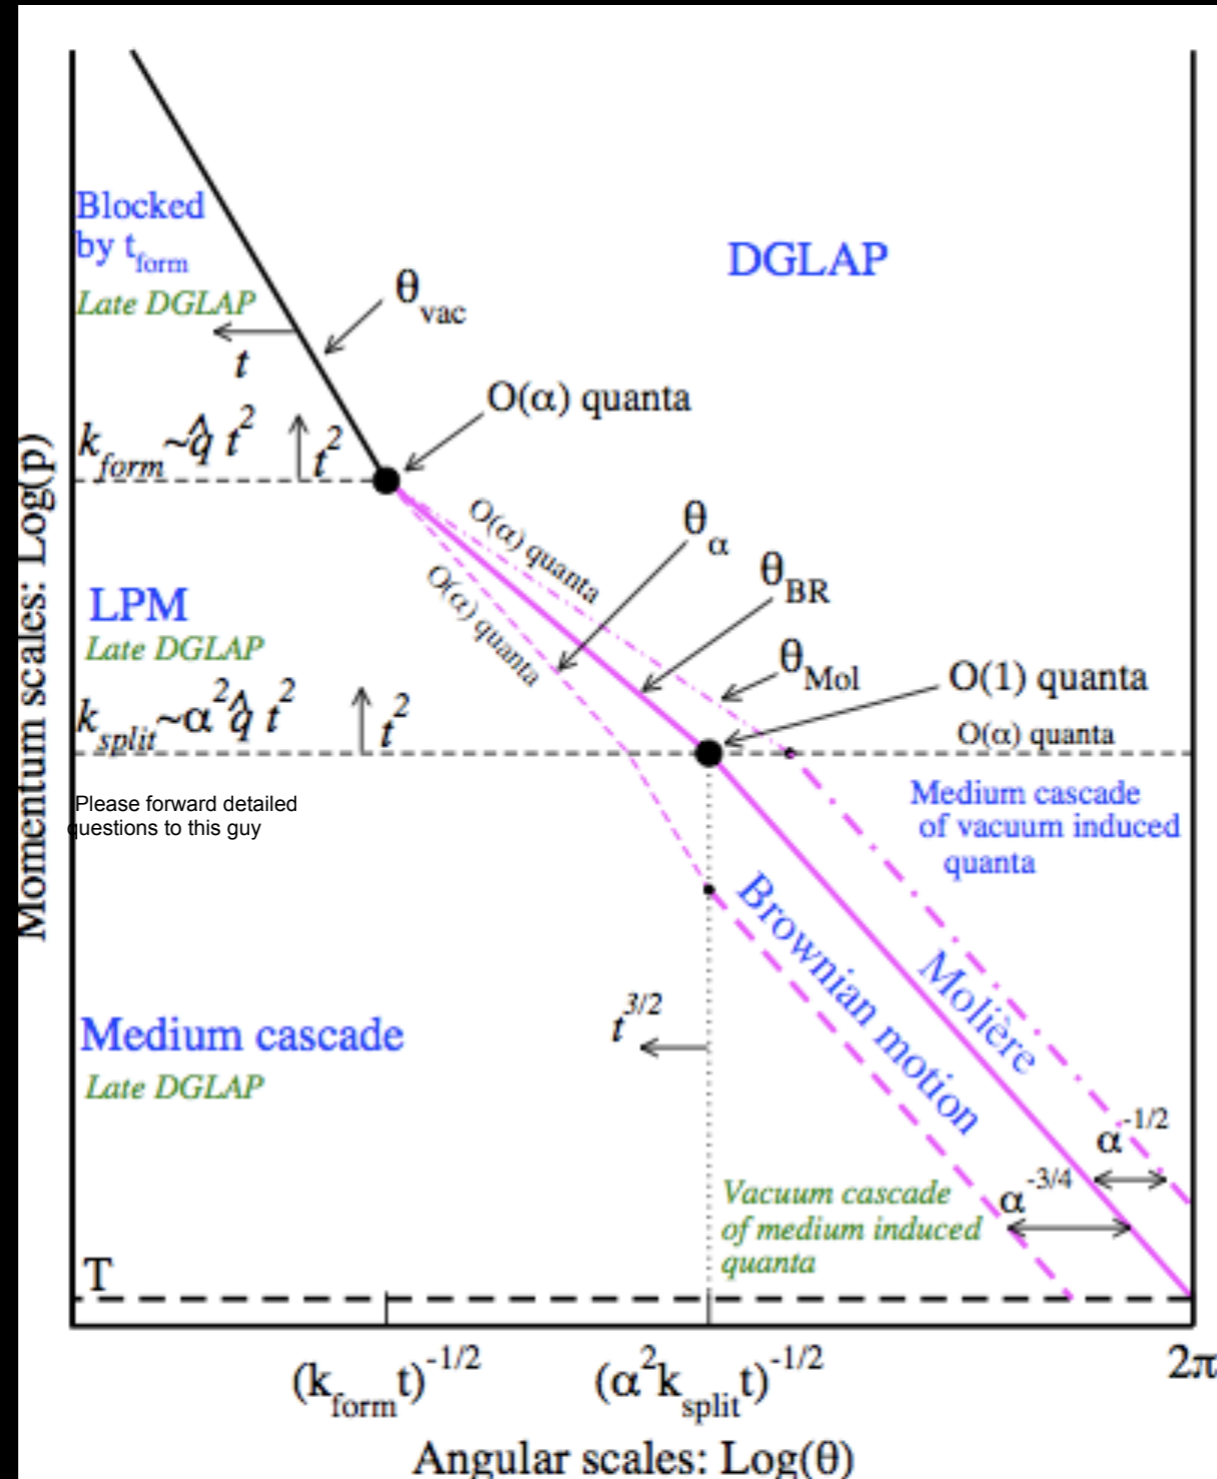 Blocked
by t_form
Late DGLAP
t
θ_vac
DGLAP
O(α) quanta
k_form~q̂ t^2
t^2
O(α) quanta
O(α) quanta
θ_α
θ_BR
θ_Mol
LPM
Late DGLAP
O(1) quanta
k_split~α^2q̂ t^2
t^2
O(α) quanta
Please forward detailed
questions to this guy
Medium cascade
of vacuum induced
quanta
Momentum scales: Log(p)
Brownian motion
Molière
t^3/2
Medium cascade
Late DGLAP
α^-1/2
α^-3/4
Vacuum cascade
of medium induced
quanta
T
(k_form t)^-1/2
(α^2k_split t)^-1/2
2π
Angular scales: Log(θ)